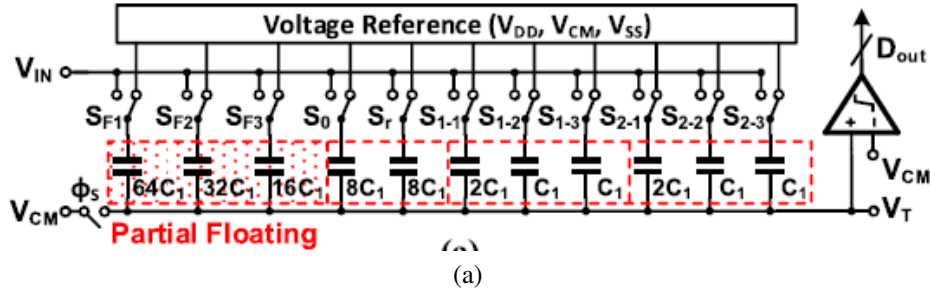 Voltage Reference (VDD, VCM, VSS)
VIN
Dout
SF1 SF2 SF3 S0 Sr S1-1 S1-2 S1-3 S2-1 S2-2 S2-3
+
VCM
64C1 32C1 16C1 8C1 8C1 2C1 C1 C1 2C1 C1 C1
VCM ϕs VT
Partial Floating
(a)